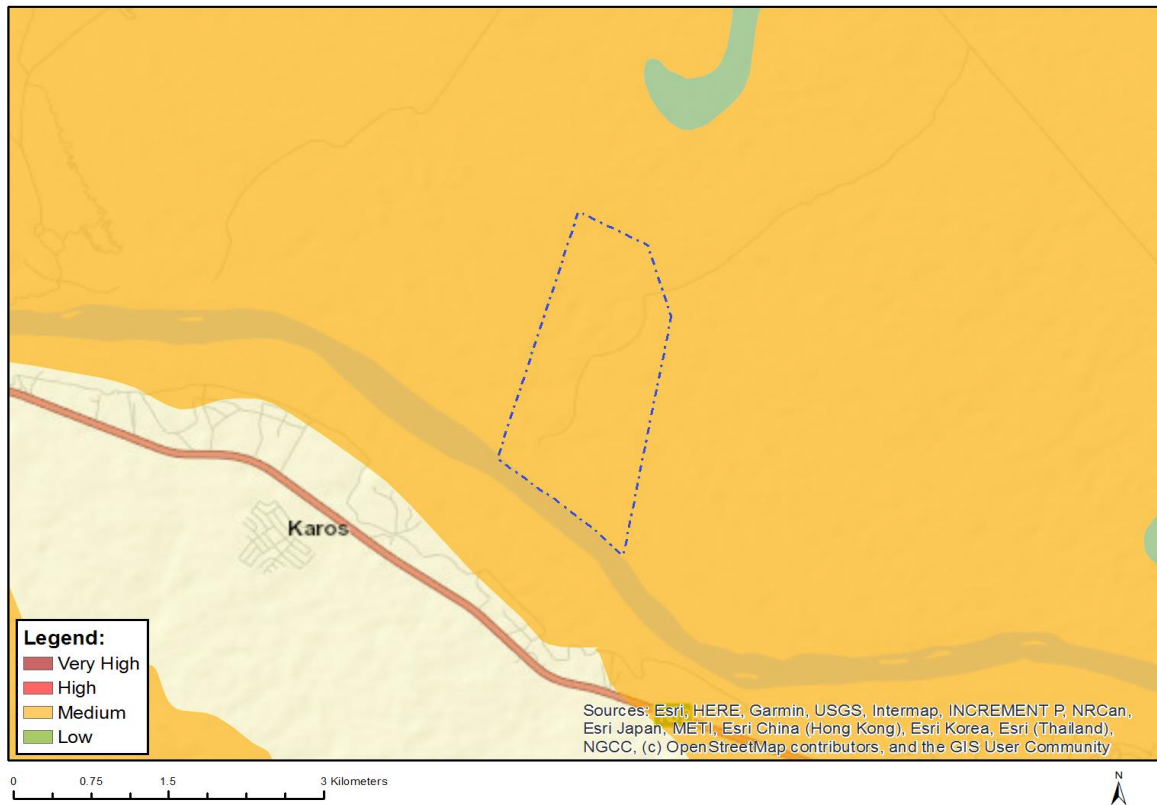 Karos
Legend:
Very High
High
Medium
Low
Sources: Esri, HERE, Garmin, USGS, Intermap, INCREMENT P, NRCan,
Esri Japan, METI, Esri China (Hong Kong), Esri Korea, Esri (Thailand),
NGCC, (c) OpenStreetMap contributors, and the GIS User Community
0 0.75 1.5 3 Kilometers
N